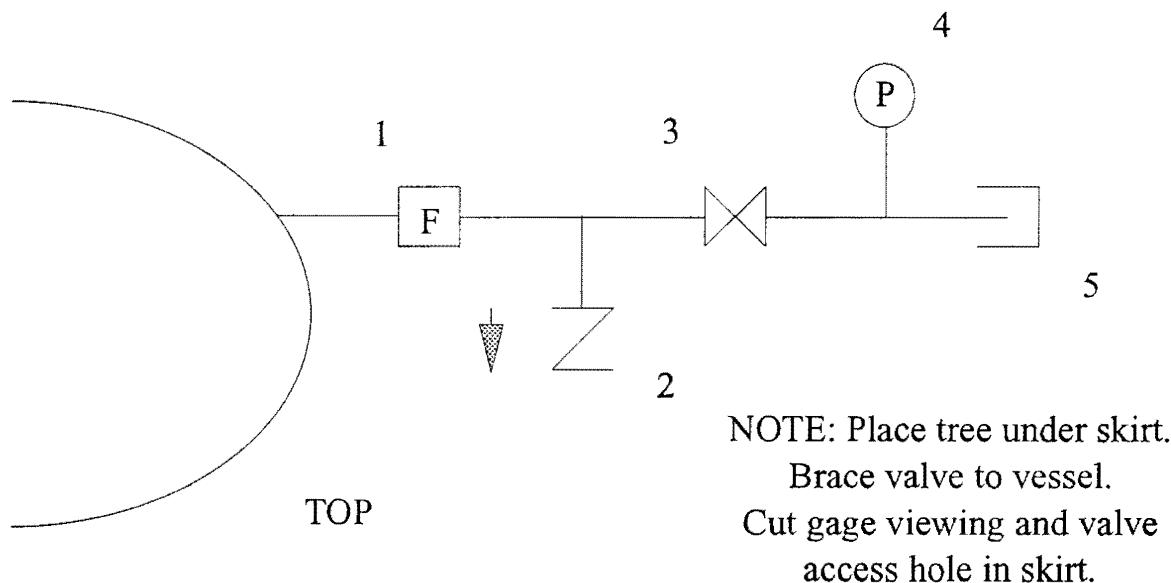 4
P
1
3
F
5
2
NOTE: Place tree under skirt.
Brace valve to vessel.
TOP
Cut gage viewing and valve
access hole in skirt.